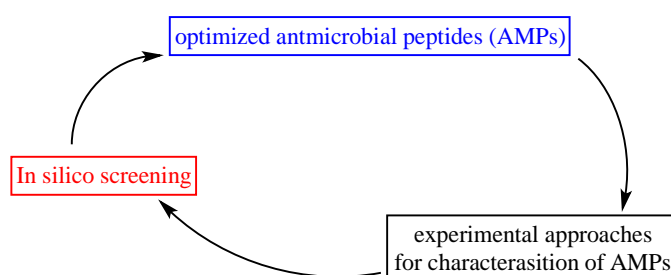 optimized antmicrobial peptides (AMPs)
In silico screening
experimental approaches
for characterasition of AMPs